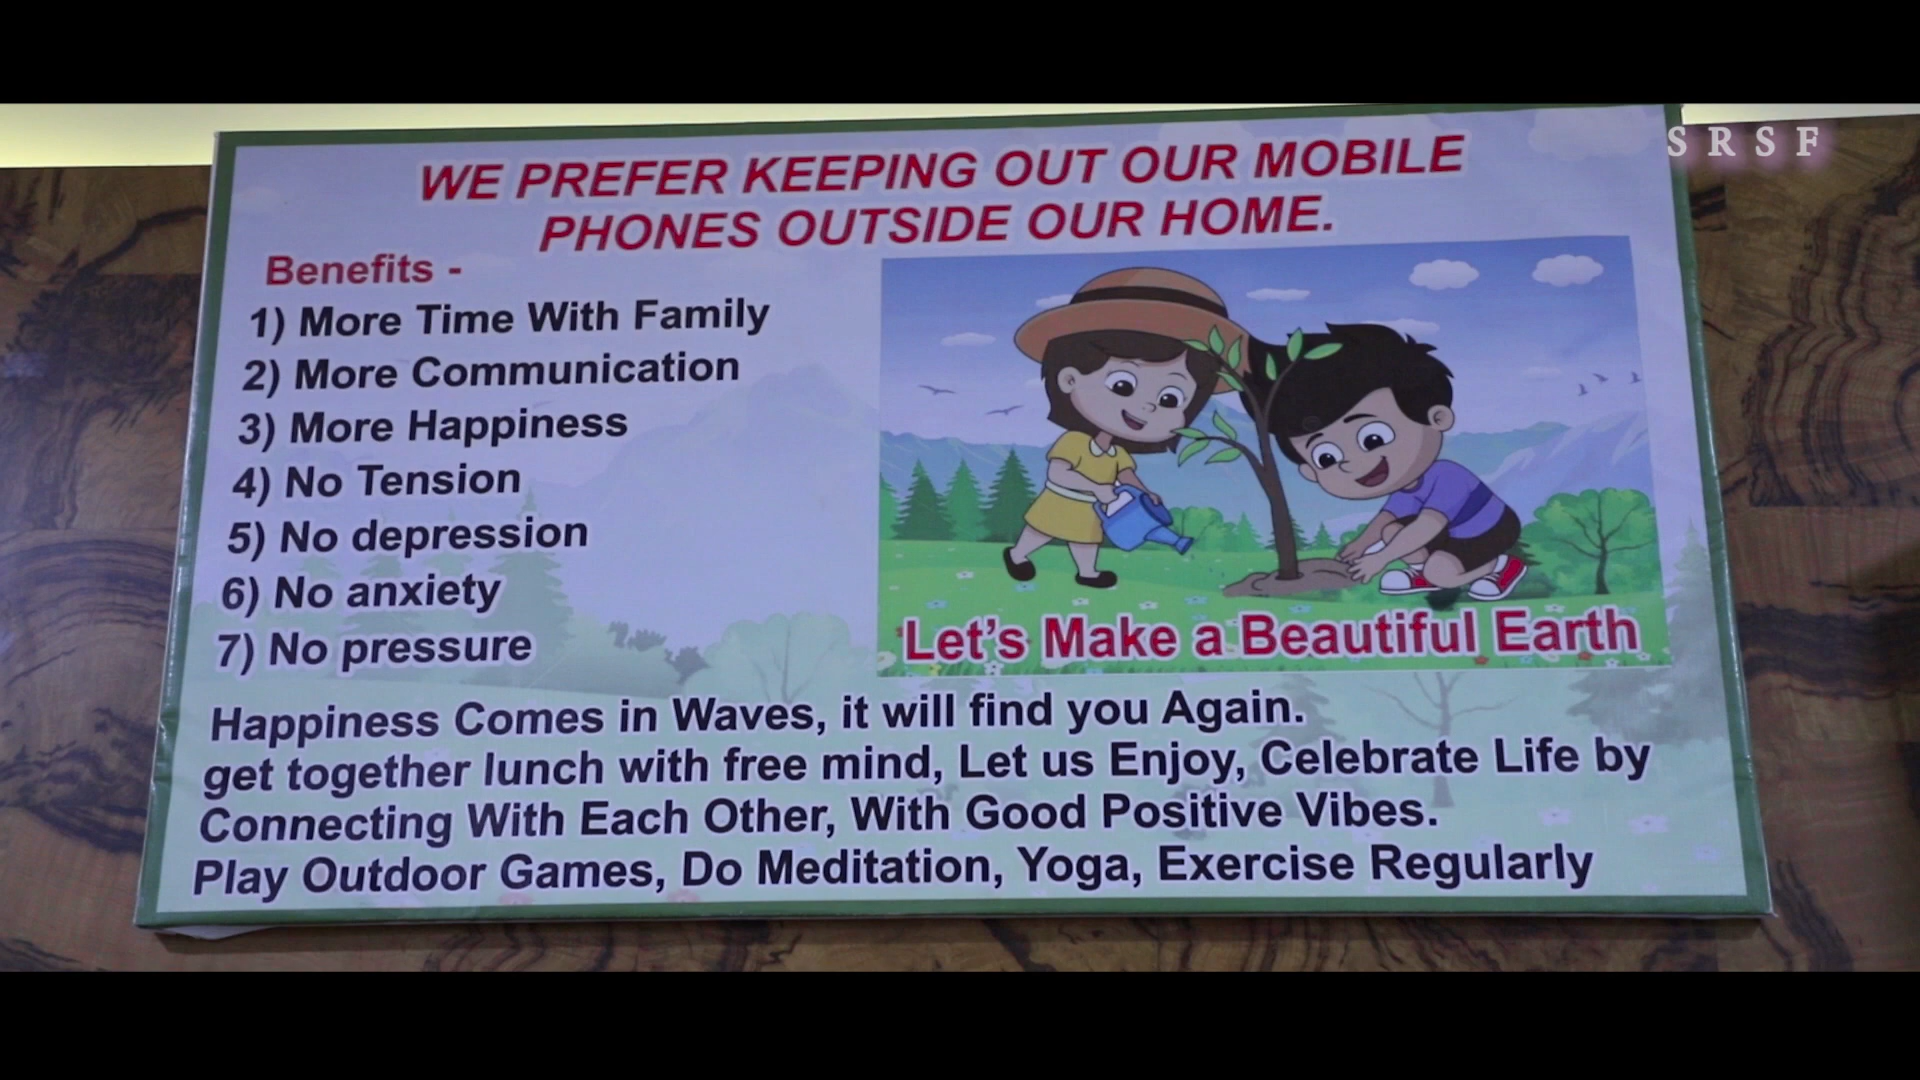 WE PREFER KEEPING OUT OUR MOBILE
PHONES OUTSIDE OUR HOME.
Benefits -
1) More Time With Family
2) More Communication
3) More Happiness
4) No Tension
5) No depression
6) No anxiety
7) No pressure
Let's Make a Beautiful Earth
Happiness Comes in Waves, it will find you Again.
get together lunch with free mind, Let us Enjoy, Celebrate Life by
Connecting With Each Other, With Good Positive Vibes.
Play Outdoor Games, Do Meditation, Yoga, Exercise Regularly
SRSF